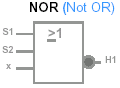 NOR (Not OR)
S1
≥1
S2
H1
x